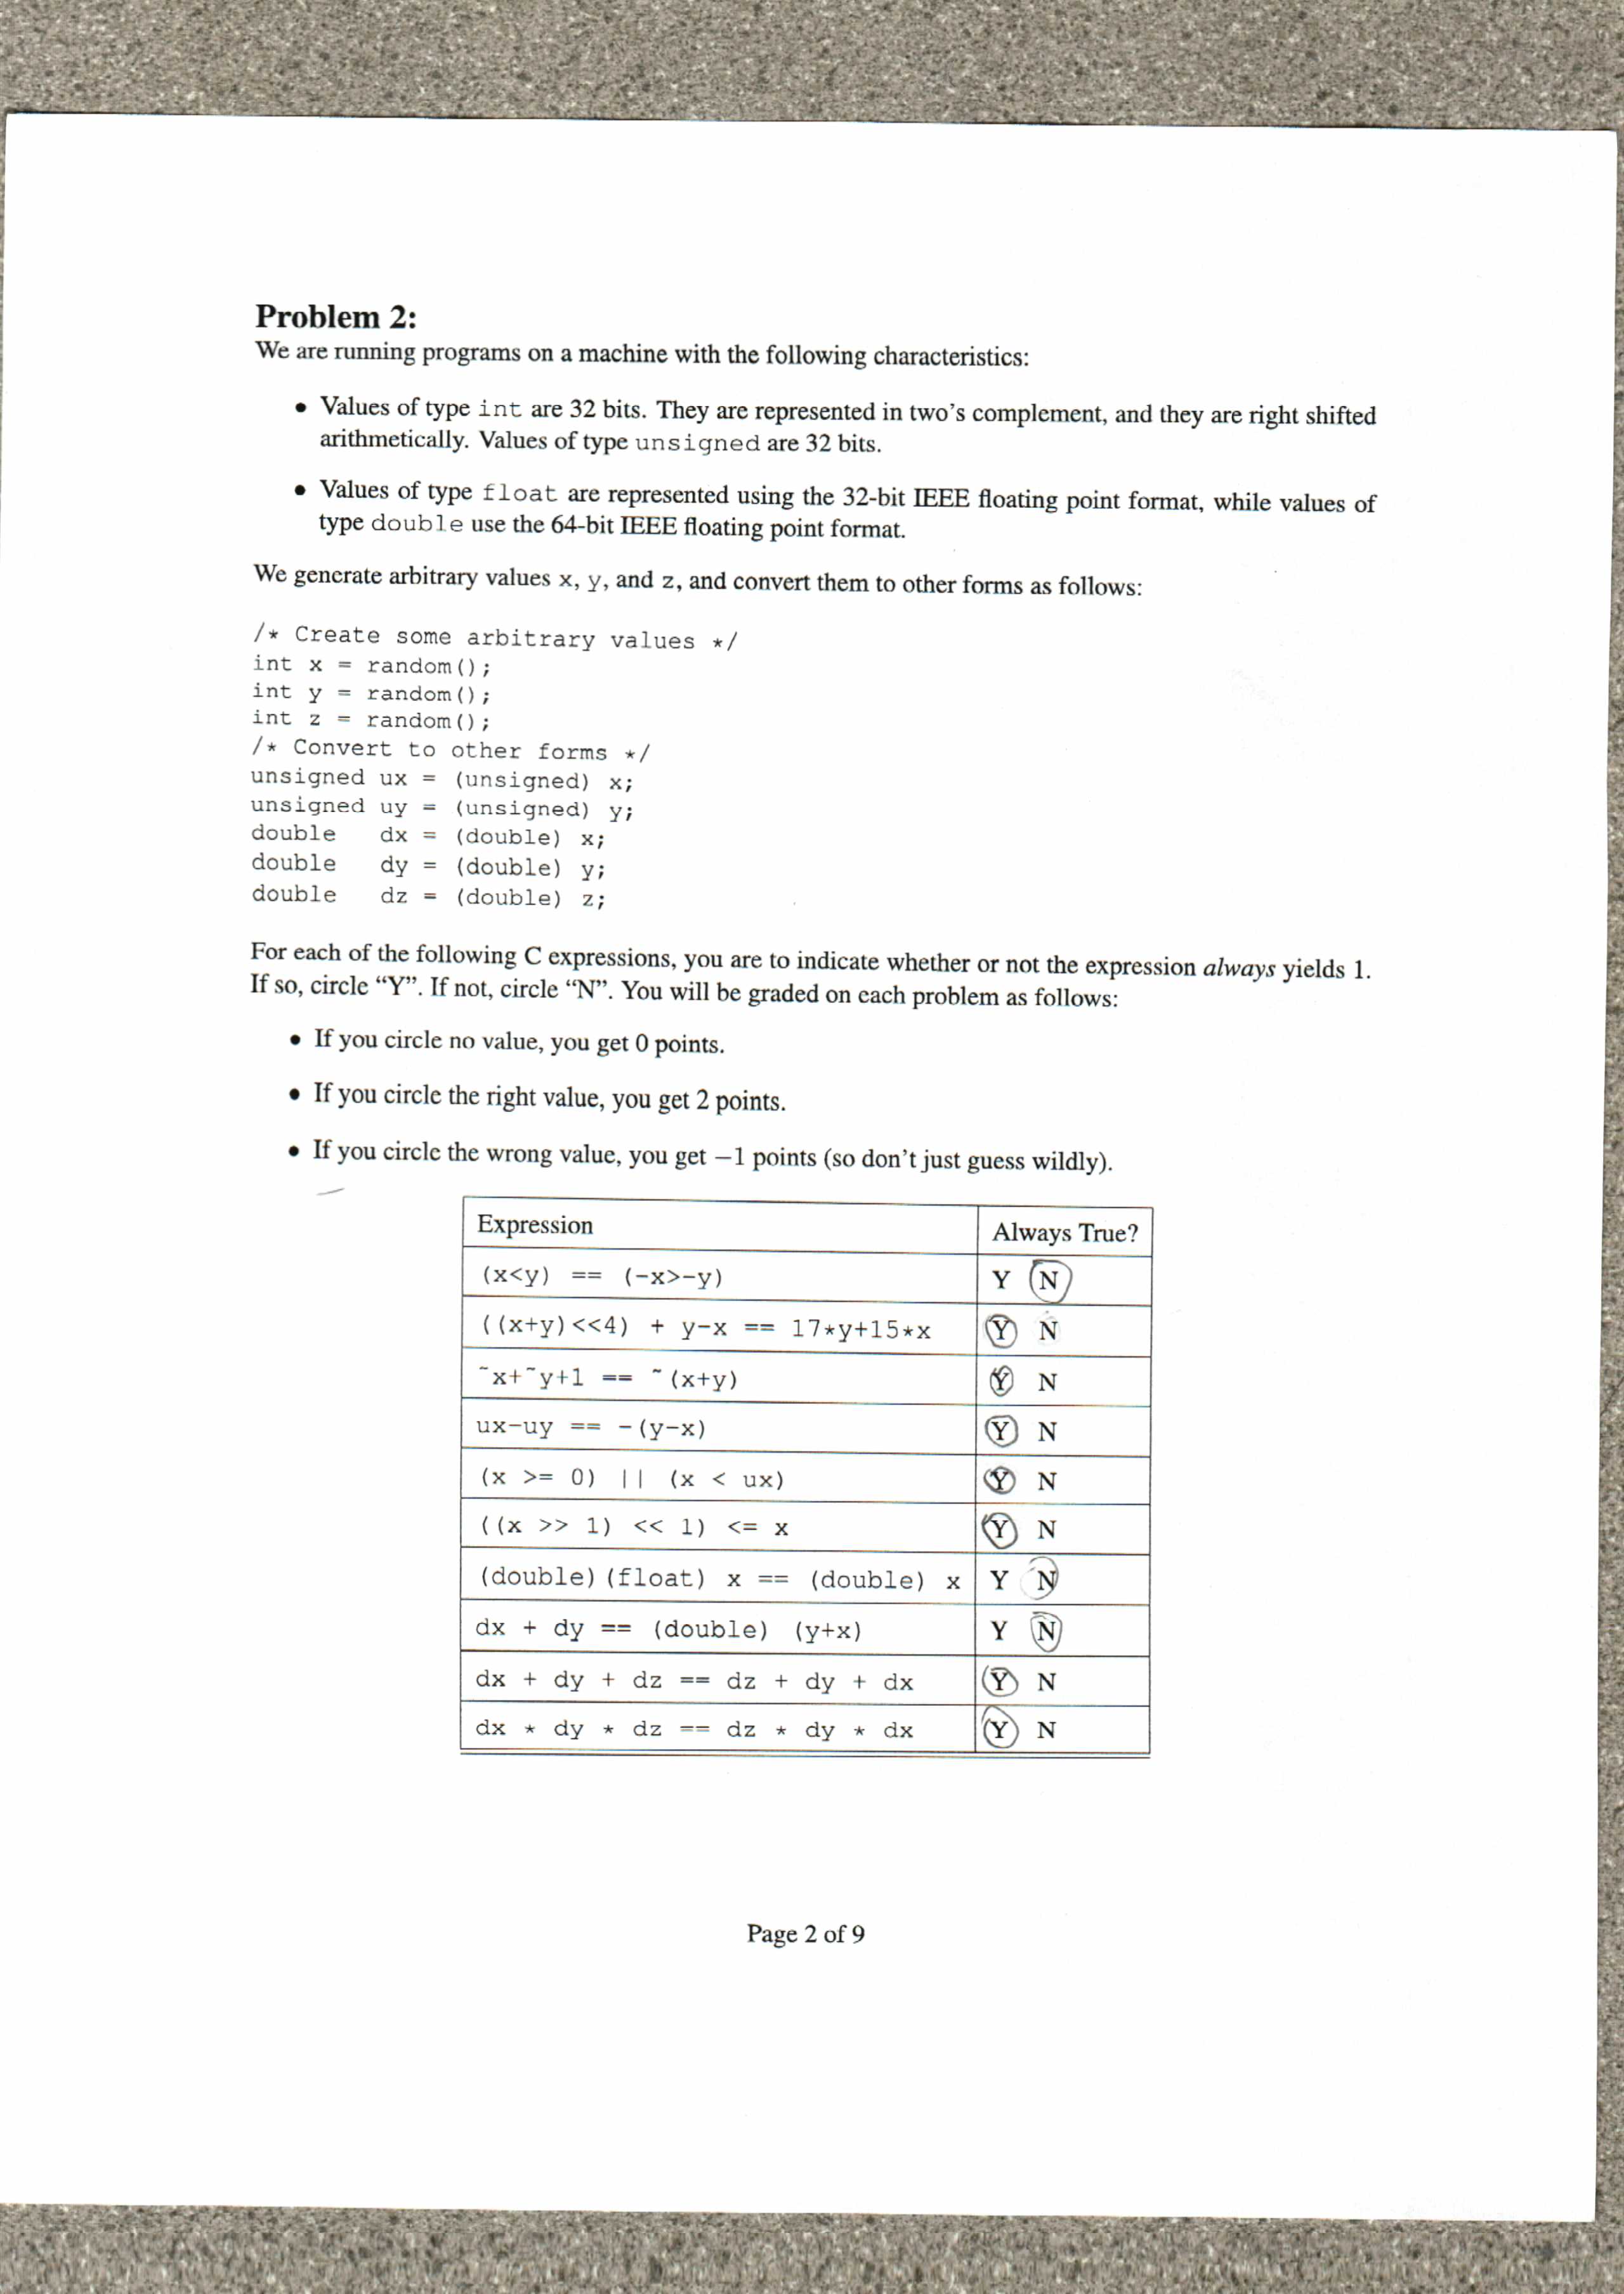 Problem 2:
We are running programs on a machine with the following characteristics:
• Values of type int are 32 bits. They are represented in two's complement, and they are right shifted
arithmetically. Values of type unsigned are 32 bits.
• Values of type float are represented using the 32-bit IEEE floating point format, while values of
type double use the 64-bit IEEE floating point format.
We generate arbitrary values x, y, and z, and convert them to other forms as follows:
/* Create some arbitrary values */
int x = random();
int y = random();
int z = random();
/* Convert to other forms */
unsigned ux = (unsigned) x;
unsigned uy = (unsigned) y;
double dx = (double) x;
double dy = (double) y;
double dz = (double) z;
For each of the following C expressions, you are to indicate whether or not the expression always yields 1.
If so, circle “Y”. If not, circle “N”. You will be graded on each problem as follows:
• If you circle no value, you get 0 points.
• If you circle the right value, you get 2 points.
• If you circle the wrong value, you get −1 points (so don't just guess wildly).
Expression Always True?
(x<y) == (-x>-y) Y N
((x+y)<<4) + y-x == 17*y+15*x Y N
~x+~y+1 == ~(x+y) Y N
ux-uy == -(y-x) Y N
(x >= 0) || (x < ux) Y N
((x >> 1) << 1) <= x Y N
(double)(float) x == (double) x Y N
dx + dy == (double) (y+x) Y N
dx + dy + dz == dz + dy + dx Y N
dx * dy * dz == dz * dy * dx Y N
Page 2 of 9